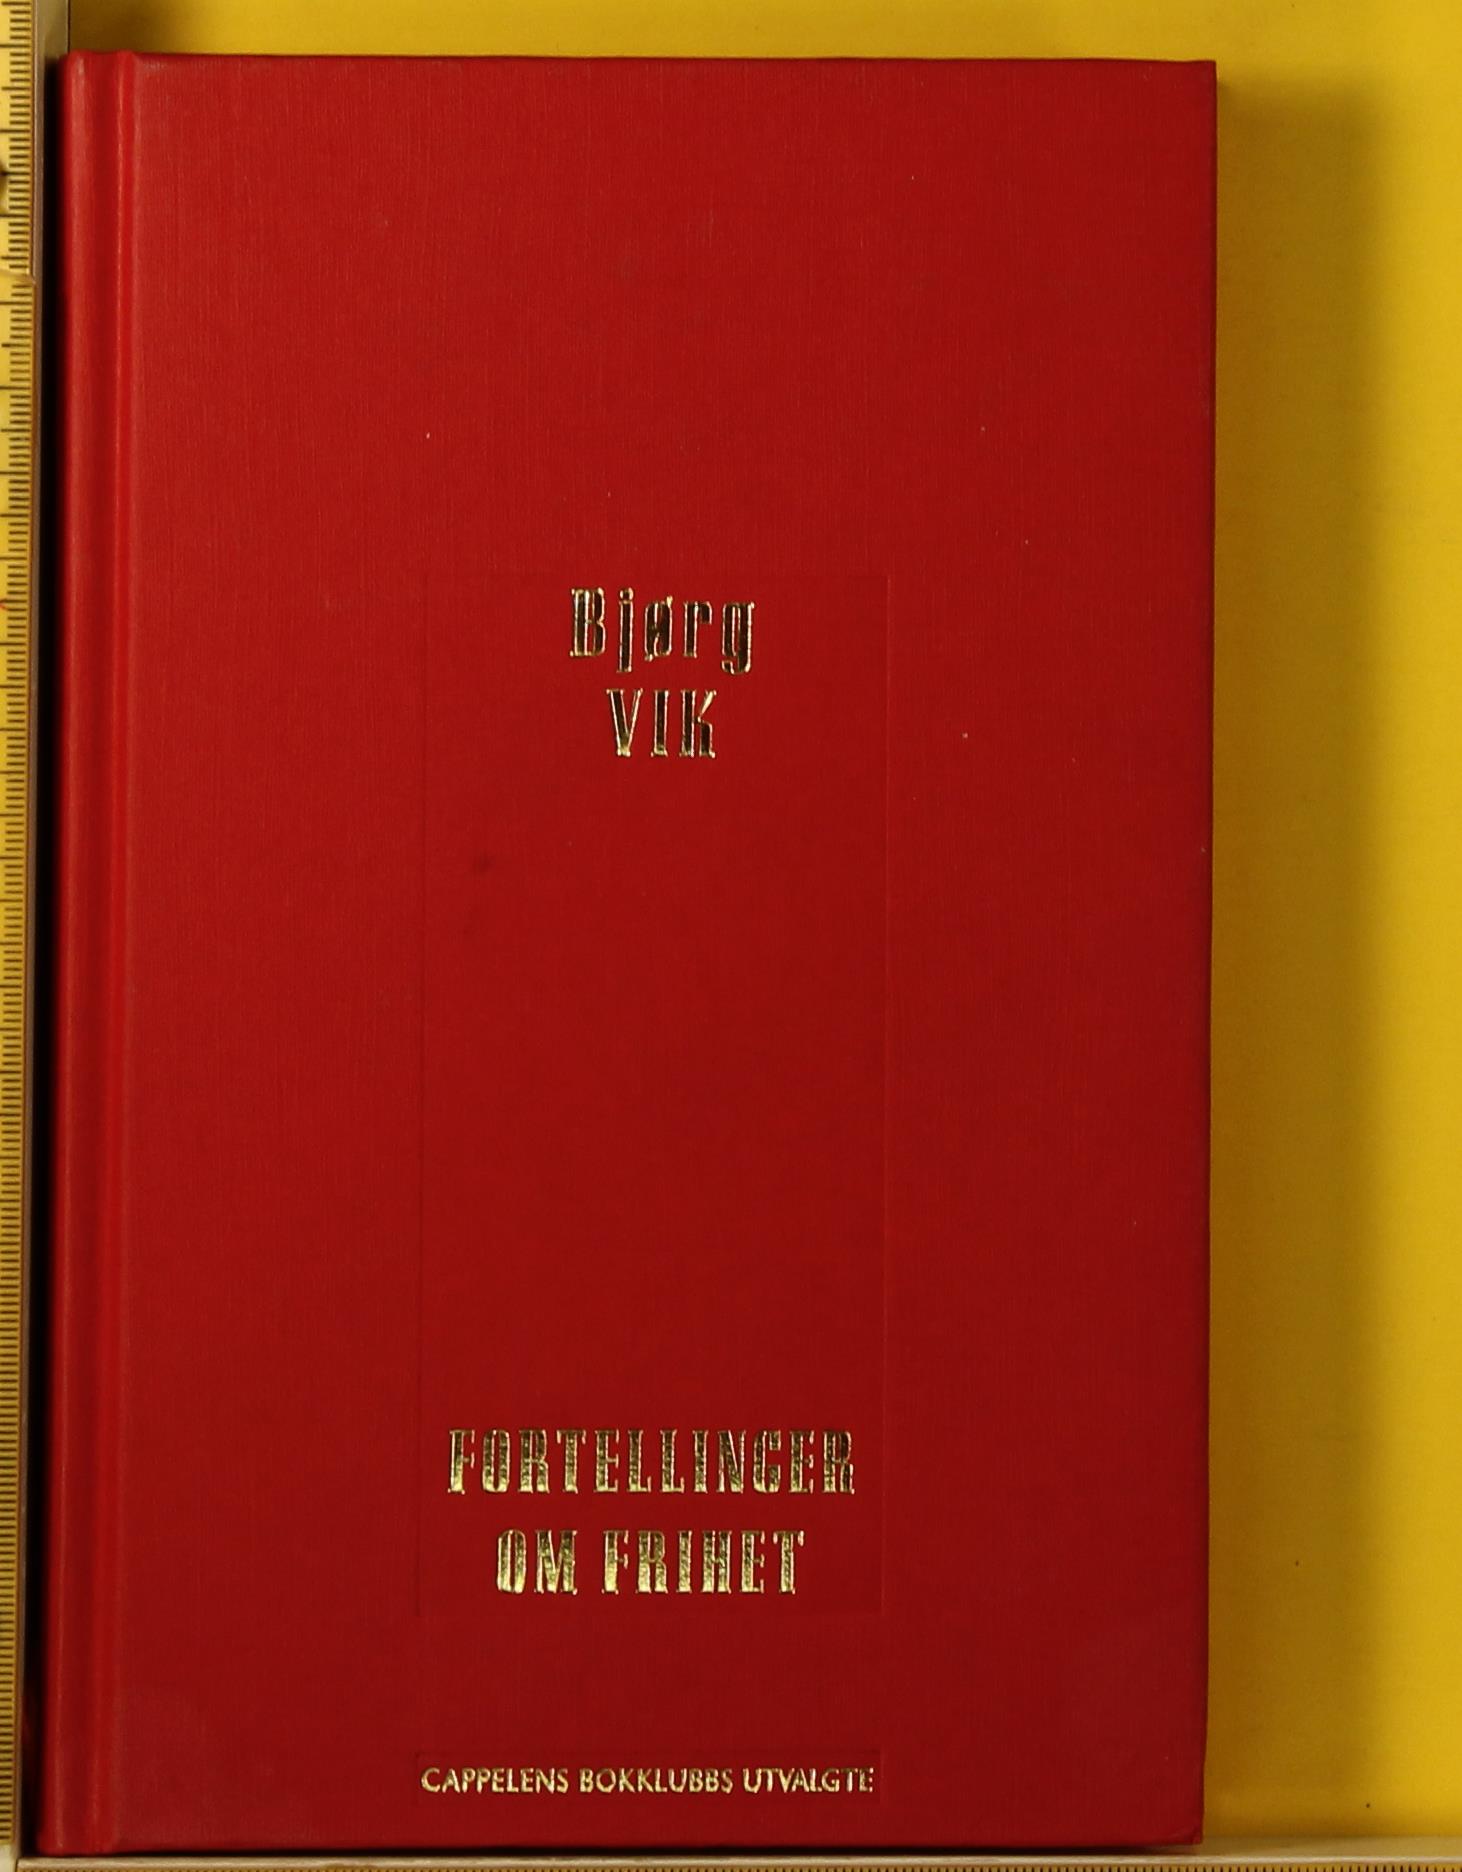 Bjørg
VIK
FORTELLINGER
OM FRIHET
CAPPELENS BOKKLUBBS UTVALGTE